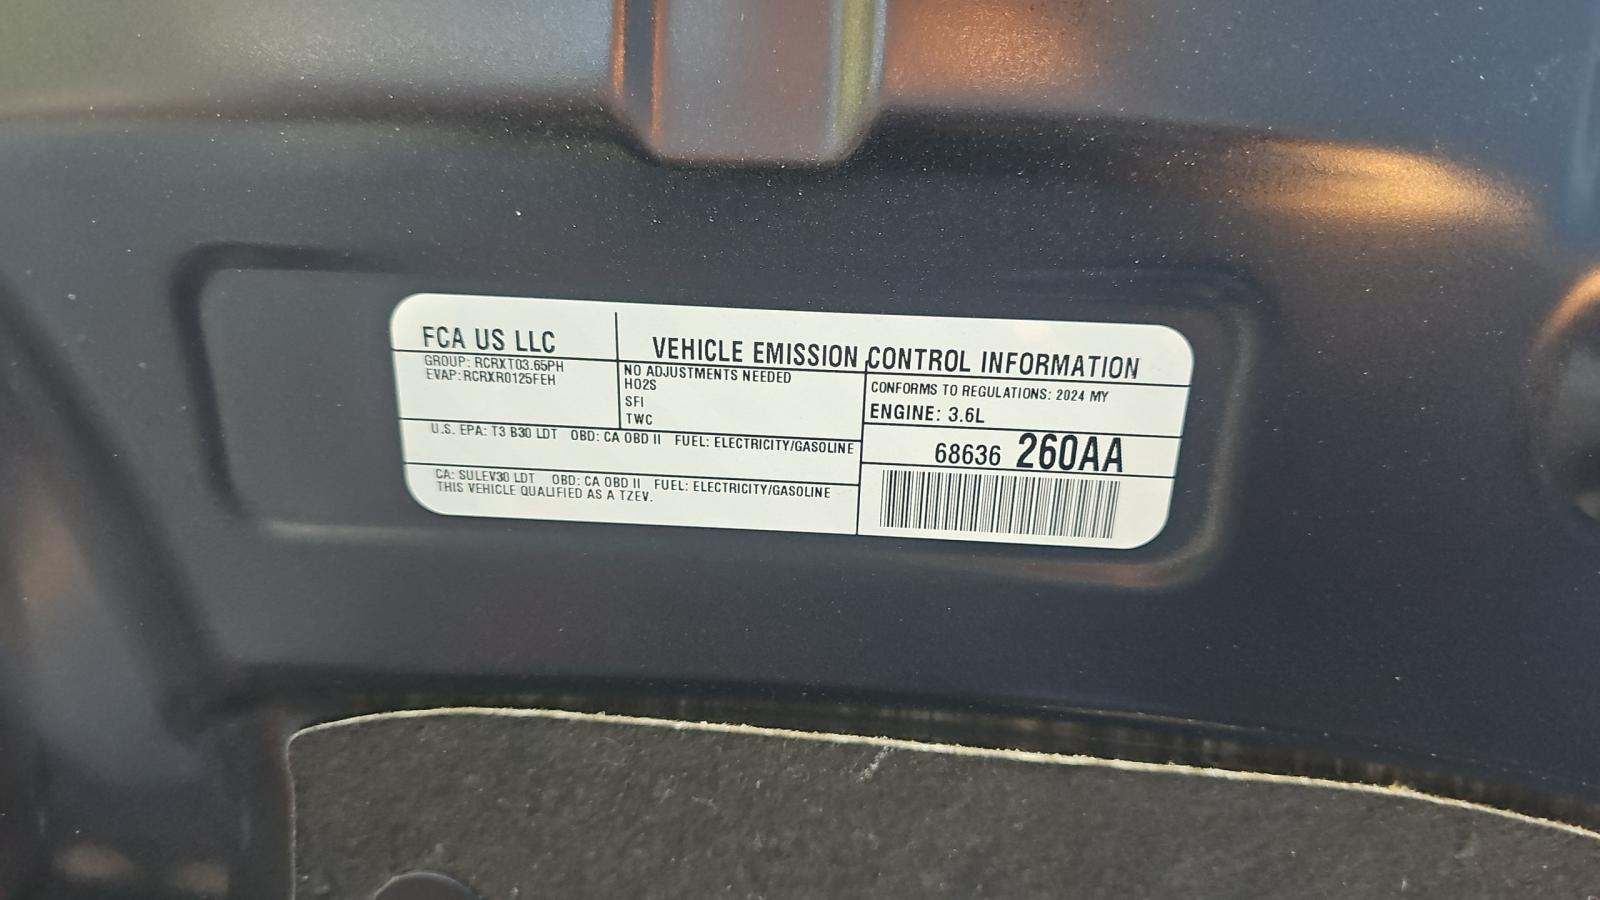 FCA US LLC
VEHICLE EMISSION CONTROL INFORMATION
GROUP: RCRXT03.65PH
EVAP: RCRXR0125FEH
NO ADJUSTMENTS NEEDED
HO2S
SFI
TWC
CONFORMS TO REGULATIONS: 2024 MY
ENGINE: 3.6L
U.S. EPA: T3 B30 LDT OBD: CA OBD II FUEL: ELECTRICITY/GASOLINE
68636 260AA
CA: SULEV30 LDT OBD: CA OBD II FUEL: ELECTRICITY/GASOLINE
THIS VEHICLE QUALIFIED AS A TZEV.